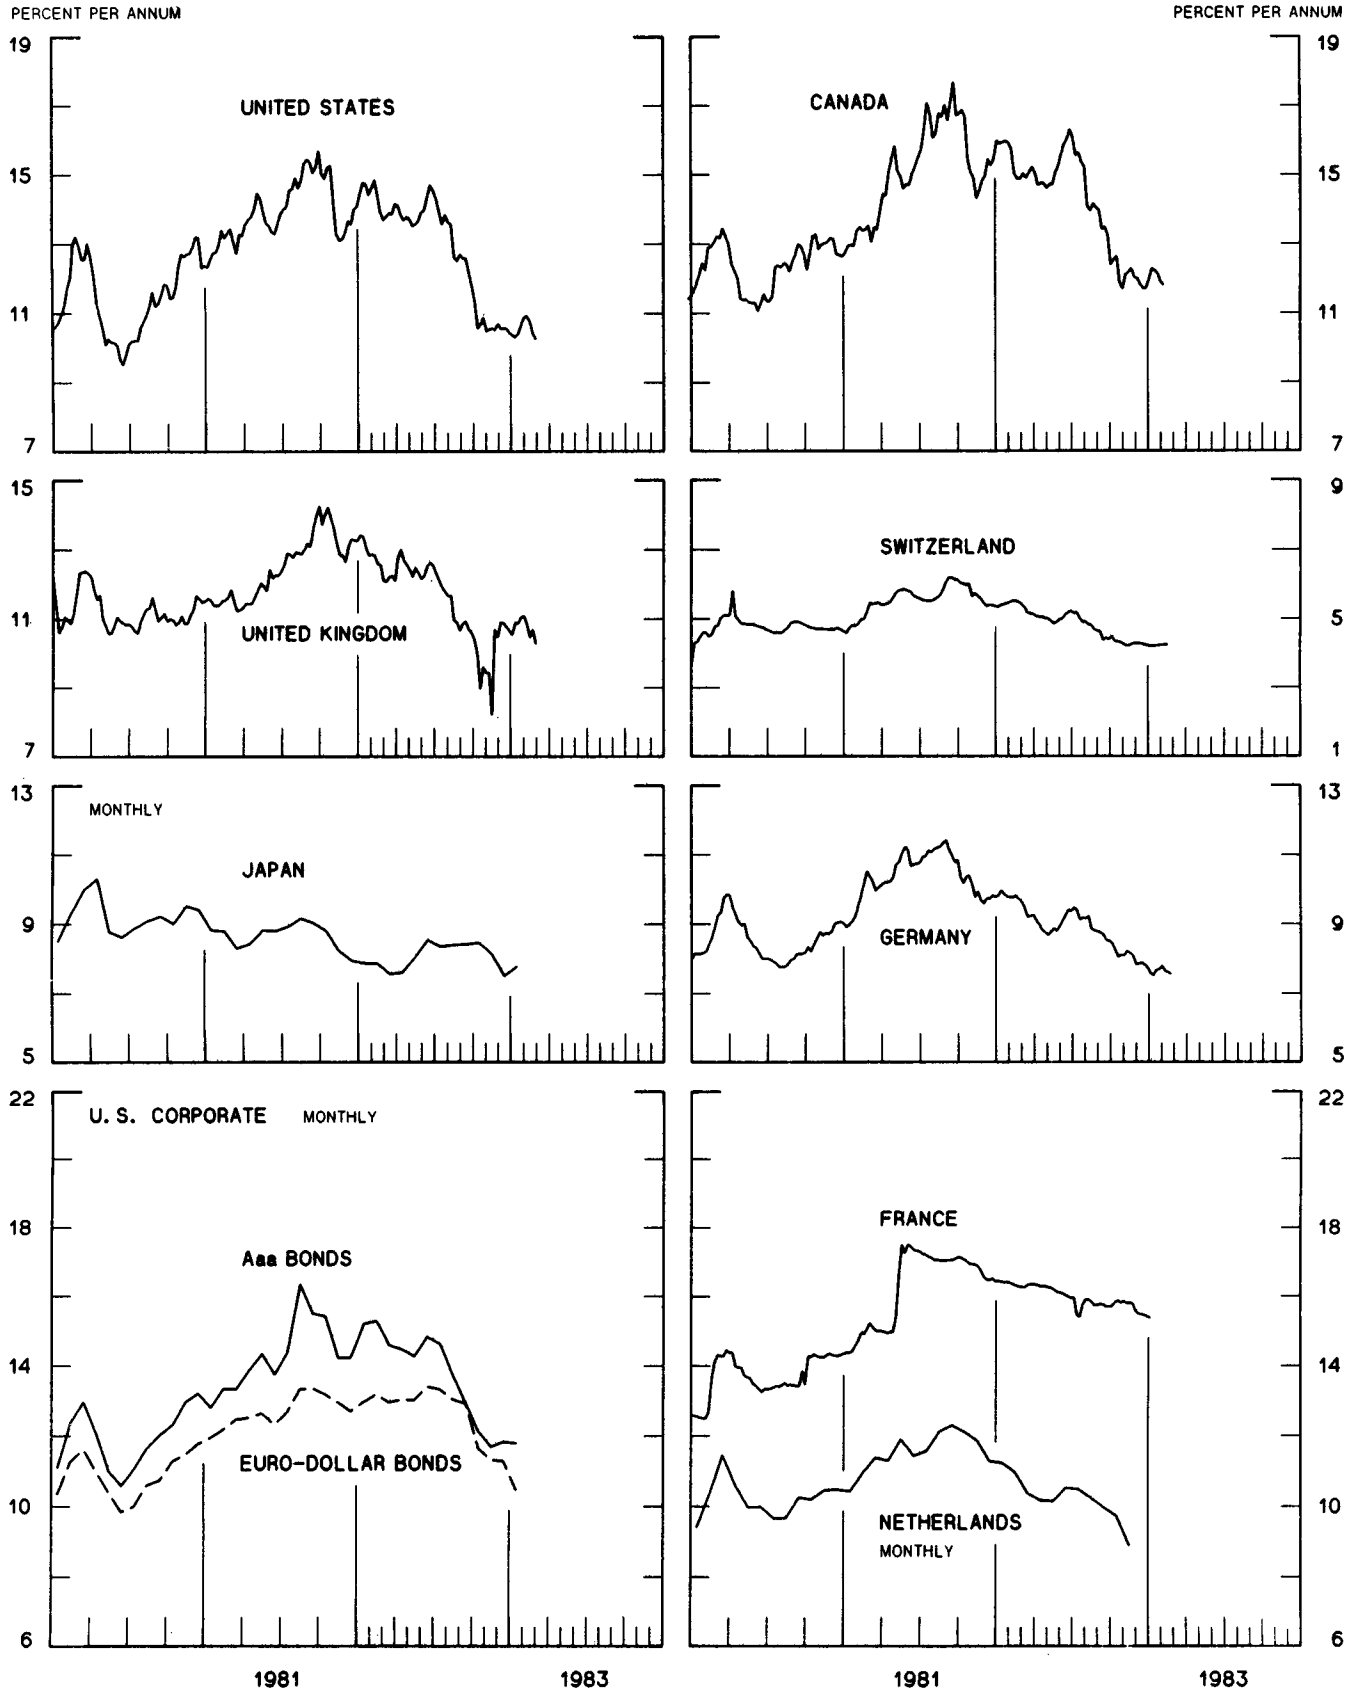 PERCENT PER ANNUM PERCENT PER ANNUM
19 19
UNITED STATES CANADA
15 15
11 11
7 7
15 9
SWITZERLAND
11 5
UNITED KINGDOM
7 1
13 13
MONTHLY
JAPAN
9 9
GERMANY
5 5
22 22
U. S. CORPORATE MONTHLY
FRANCE
18 18
Aaa BONDS
14 14
EURO-DOLLAR BONDS
10 10
NETHERLANDS
MONTHLY
6 6
1981 1983 1981 1983